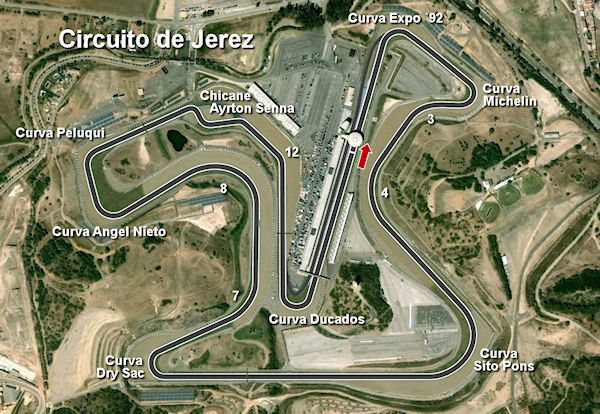 Curva Expo `92
Circuito de Jerez
Curva
Michelin
Chicane
Ayrton Senna
3
Curva Peluqui
12
8
4
Curva Angel Nieto
7
Curva Ducados
Curva
Dry Sac
Curva
Sito Pons